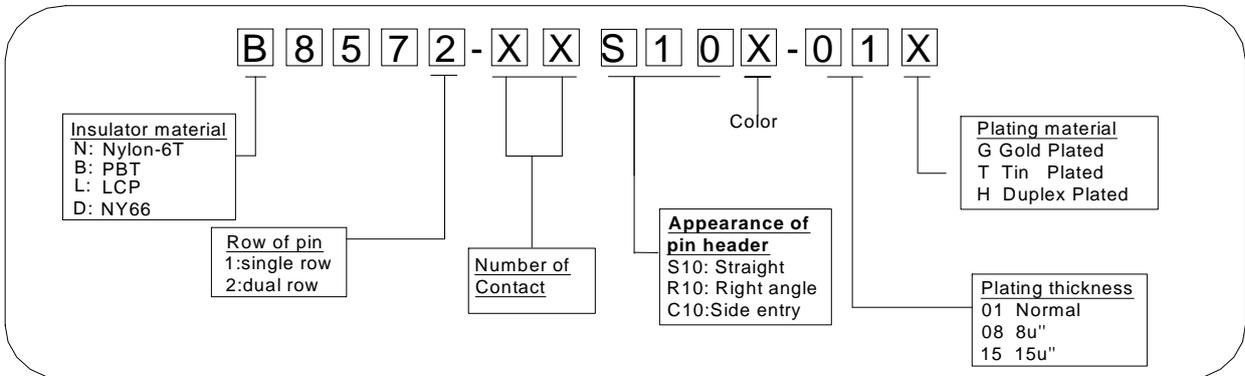 B8572-XX S10X-01X
Insulator material
N: Nylon-6T
B: PBT
L: LCP
D: NY66
Row of pin
1:single row
2:dual row
Number of
Contact
Color
Appearance of
pin header
S10: Straight
R10: Right angle
C10:Side entry
Plating material
G Gold Plated
T Tin Plated
H Duplex Plated
Plating thickness
01 Normal
08 8u"
15 15u"